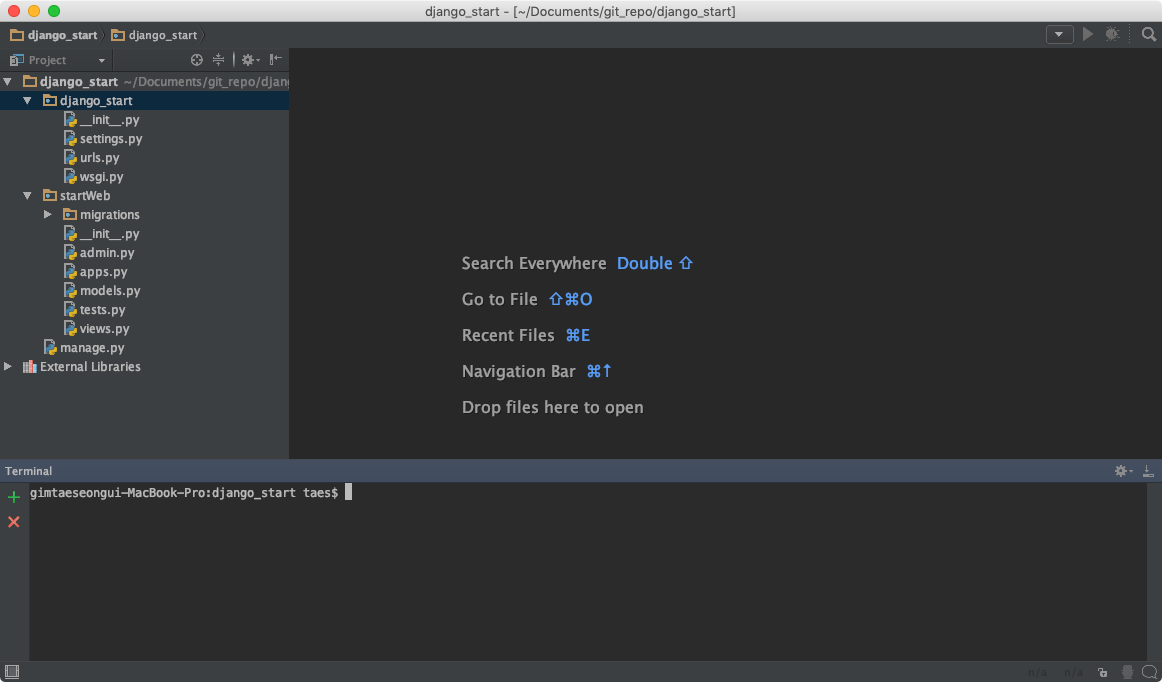 django_start - [~/Documents/git_repo/django_start]
django_start django_start
Project
django_start ~/Documents/git_repo/djang
django_start
__init__.py
settings.py
urls.py
wsgi.py
startWeb
migrations
__init__.py
admin.py
apps.py
models.py
tests.py
views.py
manage.py
External Libraries
Search Everywhere Double ⇧
Go to File ⇧⌘O
Recent Files ⌘E
Navigation Bar ⌘↑
Drop files here to open
Terminal
gimtaeseongui-MacBook-Pro:django_start taes$
n/a n/a